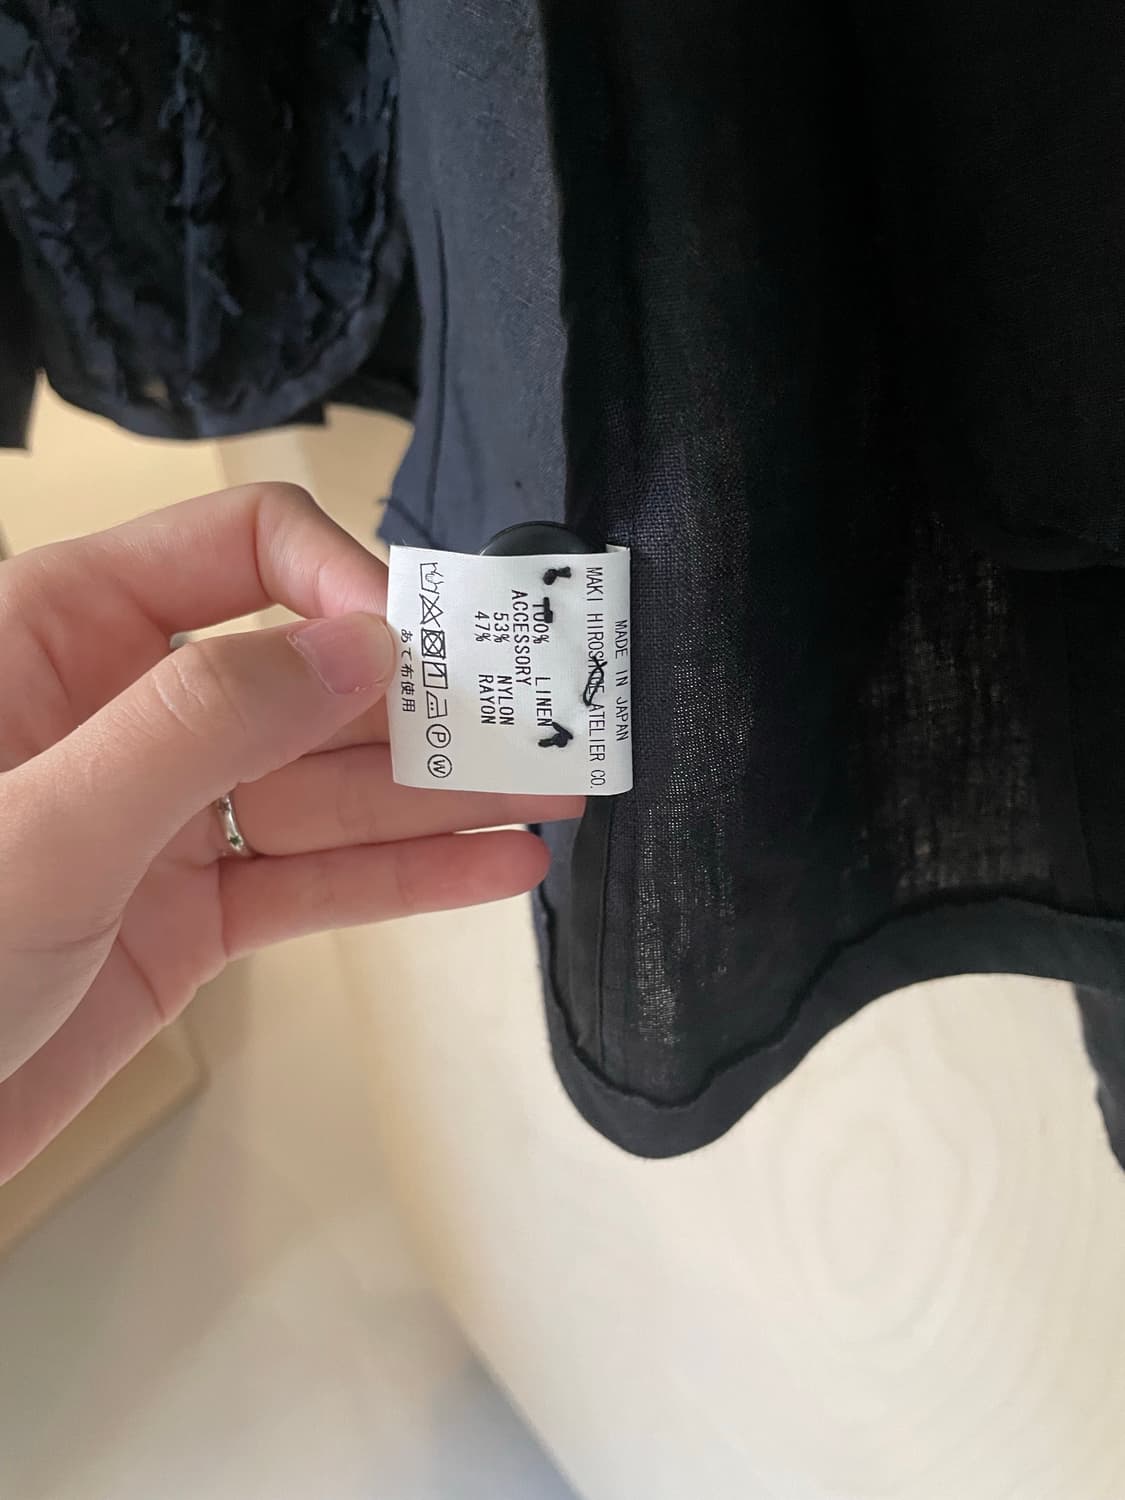 MADE IN JAPAN
MAKI HIROSHIGE ATELIER CO.
100% LINEN
ACCESSORY
53% NYLON
47% RAYON
P W
あて布使用